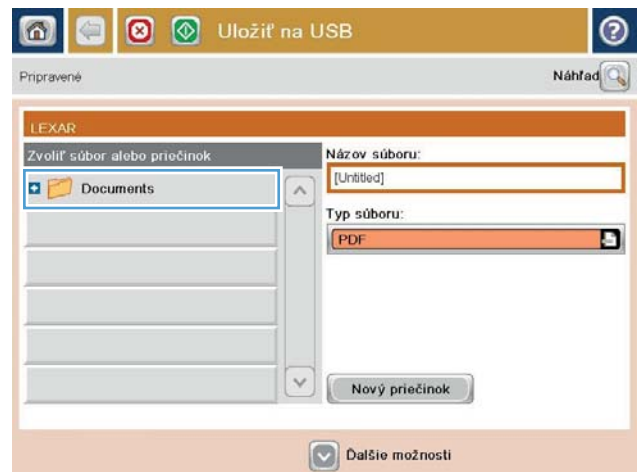 Uložiť na USB
Pripravené
Náhľad
LEXAR
Zvoliť súbor alebo priečinok
Názov súboru:
Documents
[Untitled]
Typ súboru:
PDF
Nový priečinok
Ďalšie možnosti